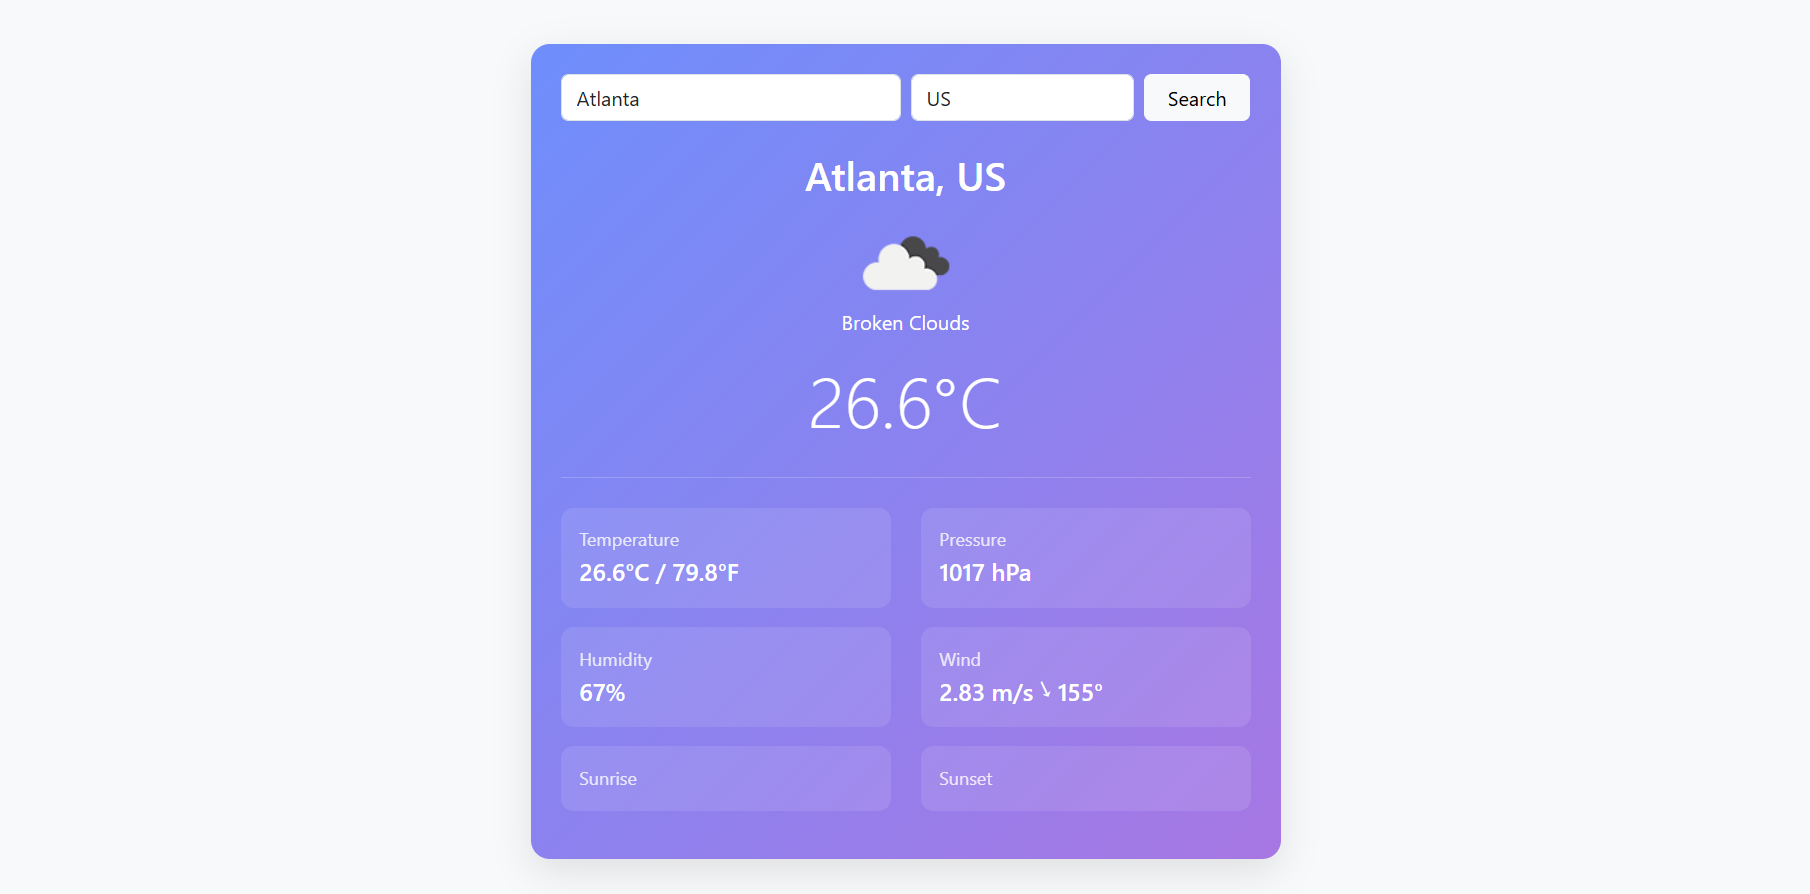 Atlanta
US
Search
Atlanta, US
Broken Clouds
26.6°C
Temperature
26.6°C / 79.8°F
Pressure
1017 hPa
Humidity
67%
Wind
2.83 m/s ↓ 155°
Sunrise
Sunset